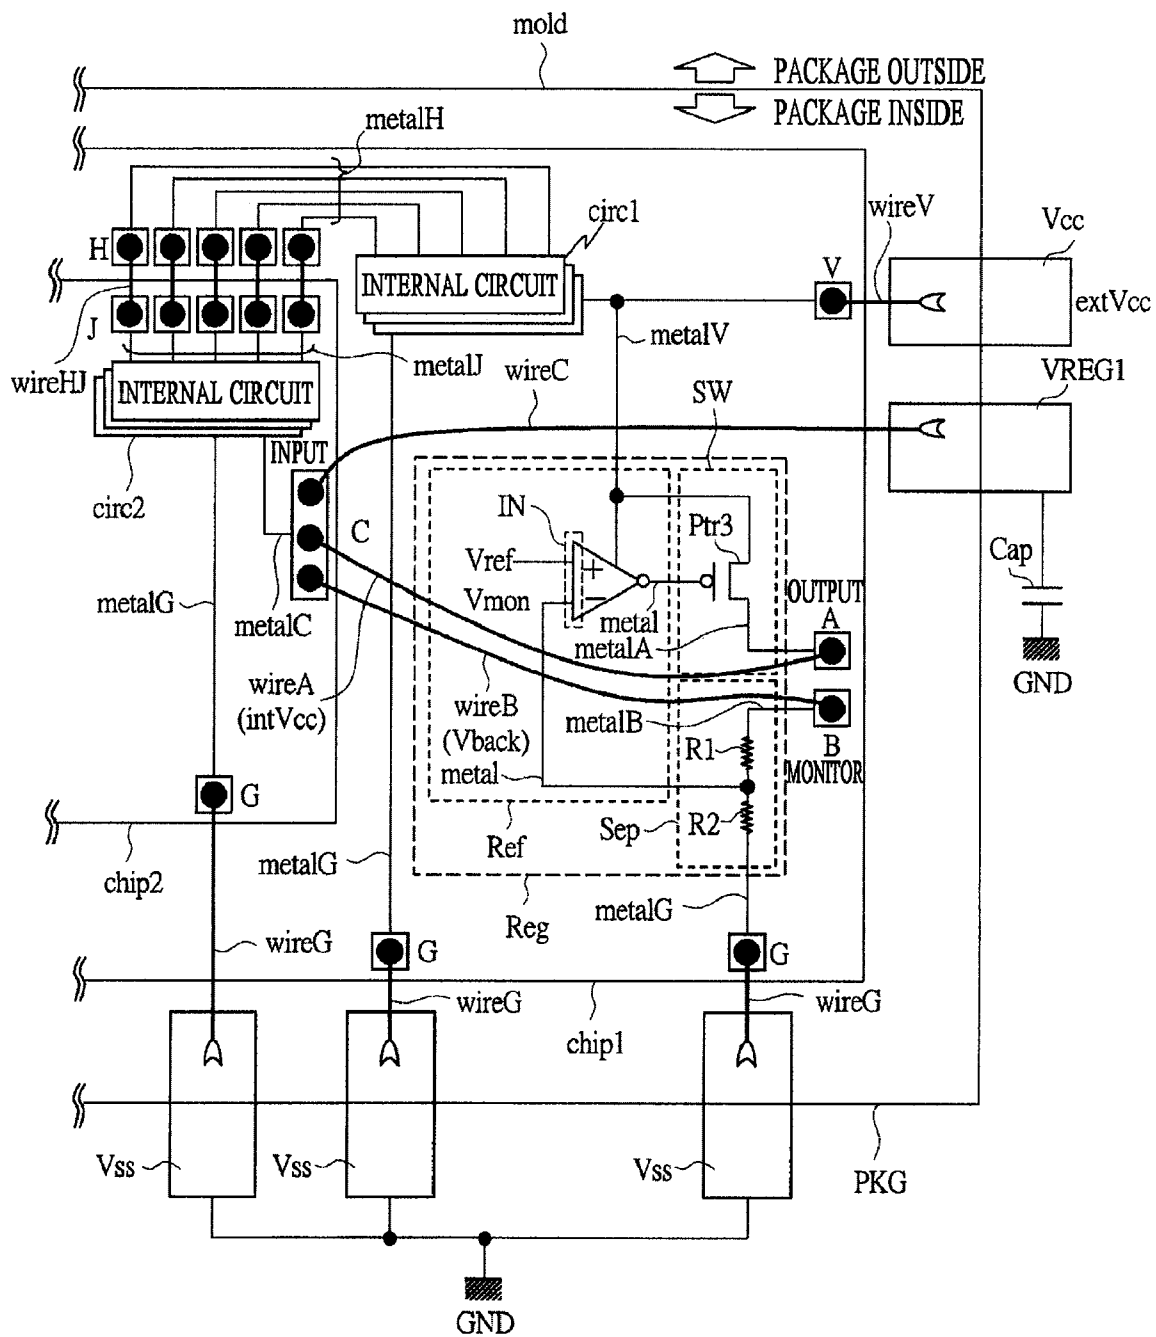 mold
PACKAGE OUTSIDE
PACKAGE INSIDE
metalH
circ1
wireV
Vcc
H
V
INTERNAL CIRCUIT
extVcc
J
metalV
metalJ
wireHJ
wireC
VREG1
INTERNAL CIRCUIT
SW
INPUT
circ2
IN
C
Ptr3
Vref
+
Cap
Vmon
−
OUTPUT
metalG
metal
A
metalC
metalA
GND
wireA
(intVcc)
wireB
(Vback)
metalB
R1
B
MONITOR
metal
G
Sep
R2
Ref
chip2
metalG
metalG
Reg
wireG
G
G
wireG
wireG
chip1
Vss
Vss
Vss
PKG
GND